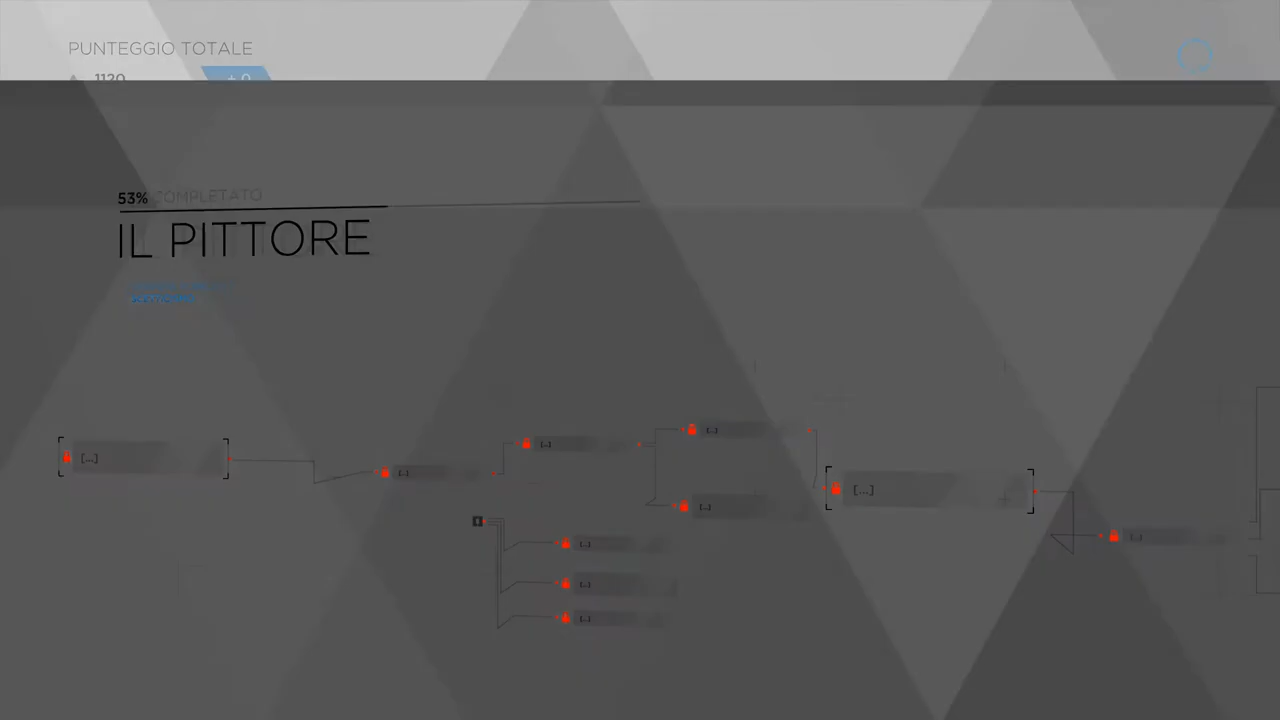 PUNTEGGIO TOTALE
1120 + 0
53% COMPLETATO
IL PITTORE
[...] [...] [...] [...]
[...] [...] [...] [...]
[...]
[...]
[...]